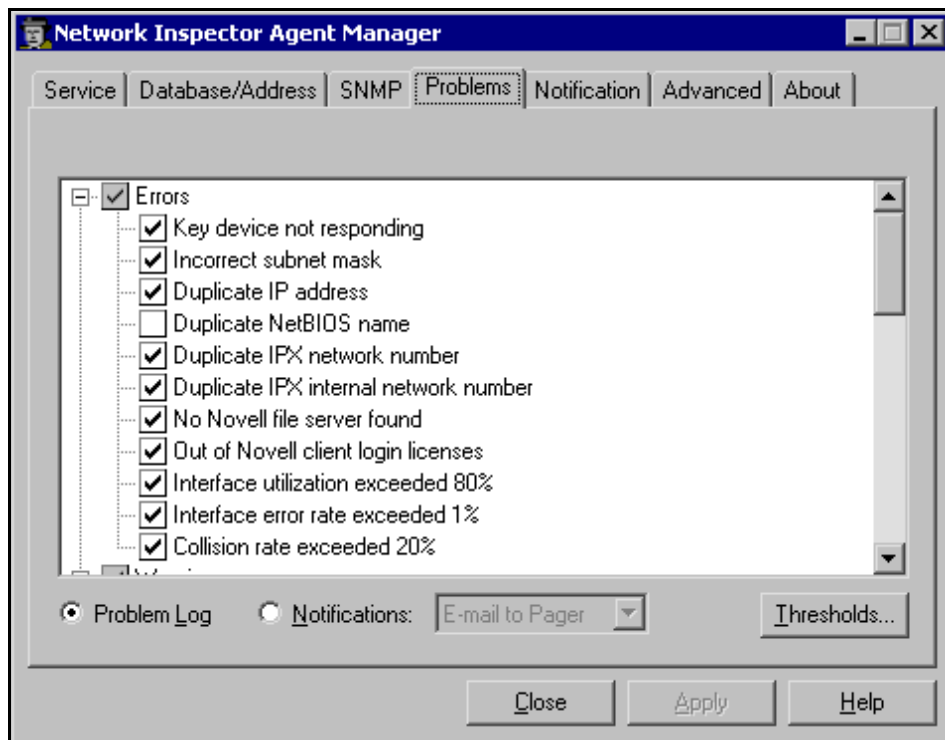 Network Inspector Agent Manager
Service Database/Address SNMP Problems Notification Advanced About
Errors
Key device not responding
Incorrect subnet mask
Duplicate IP address
Duplicate NetBIOS name
Duplicate IPX network number
Duplicate IPX internal network number
No Novell file server found
Out of Novell client login licenses
Interface utilization exceeded 80%
Interface error rate exceeded 1%
Collision rate exceeded 20%
Problem Log Notifications: E-mail to Pager Thresholds...
Close Apply Help